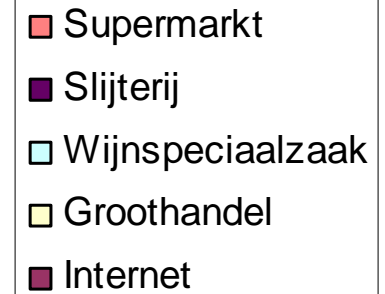 Supermarkt
Slijterij
Wijnspeciaalzaak
Groothandel
Internet